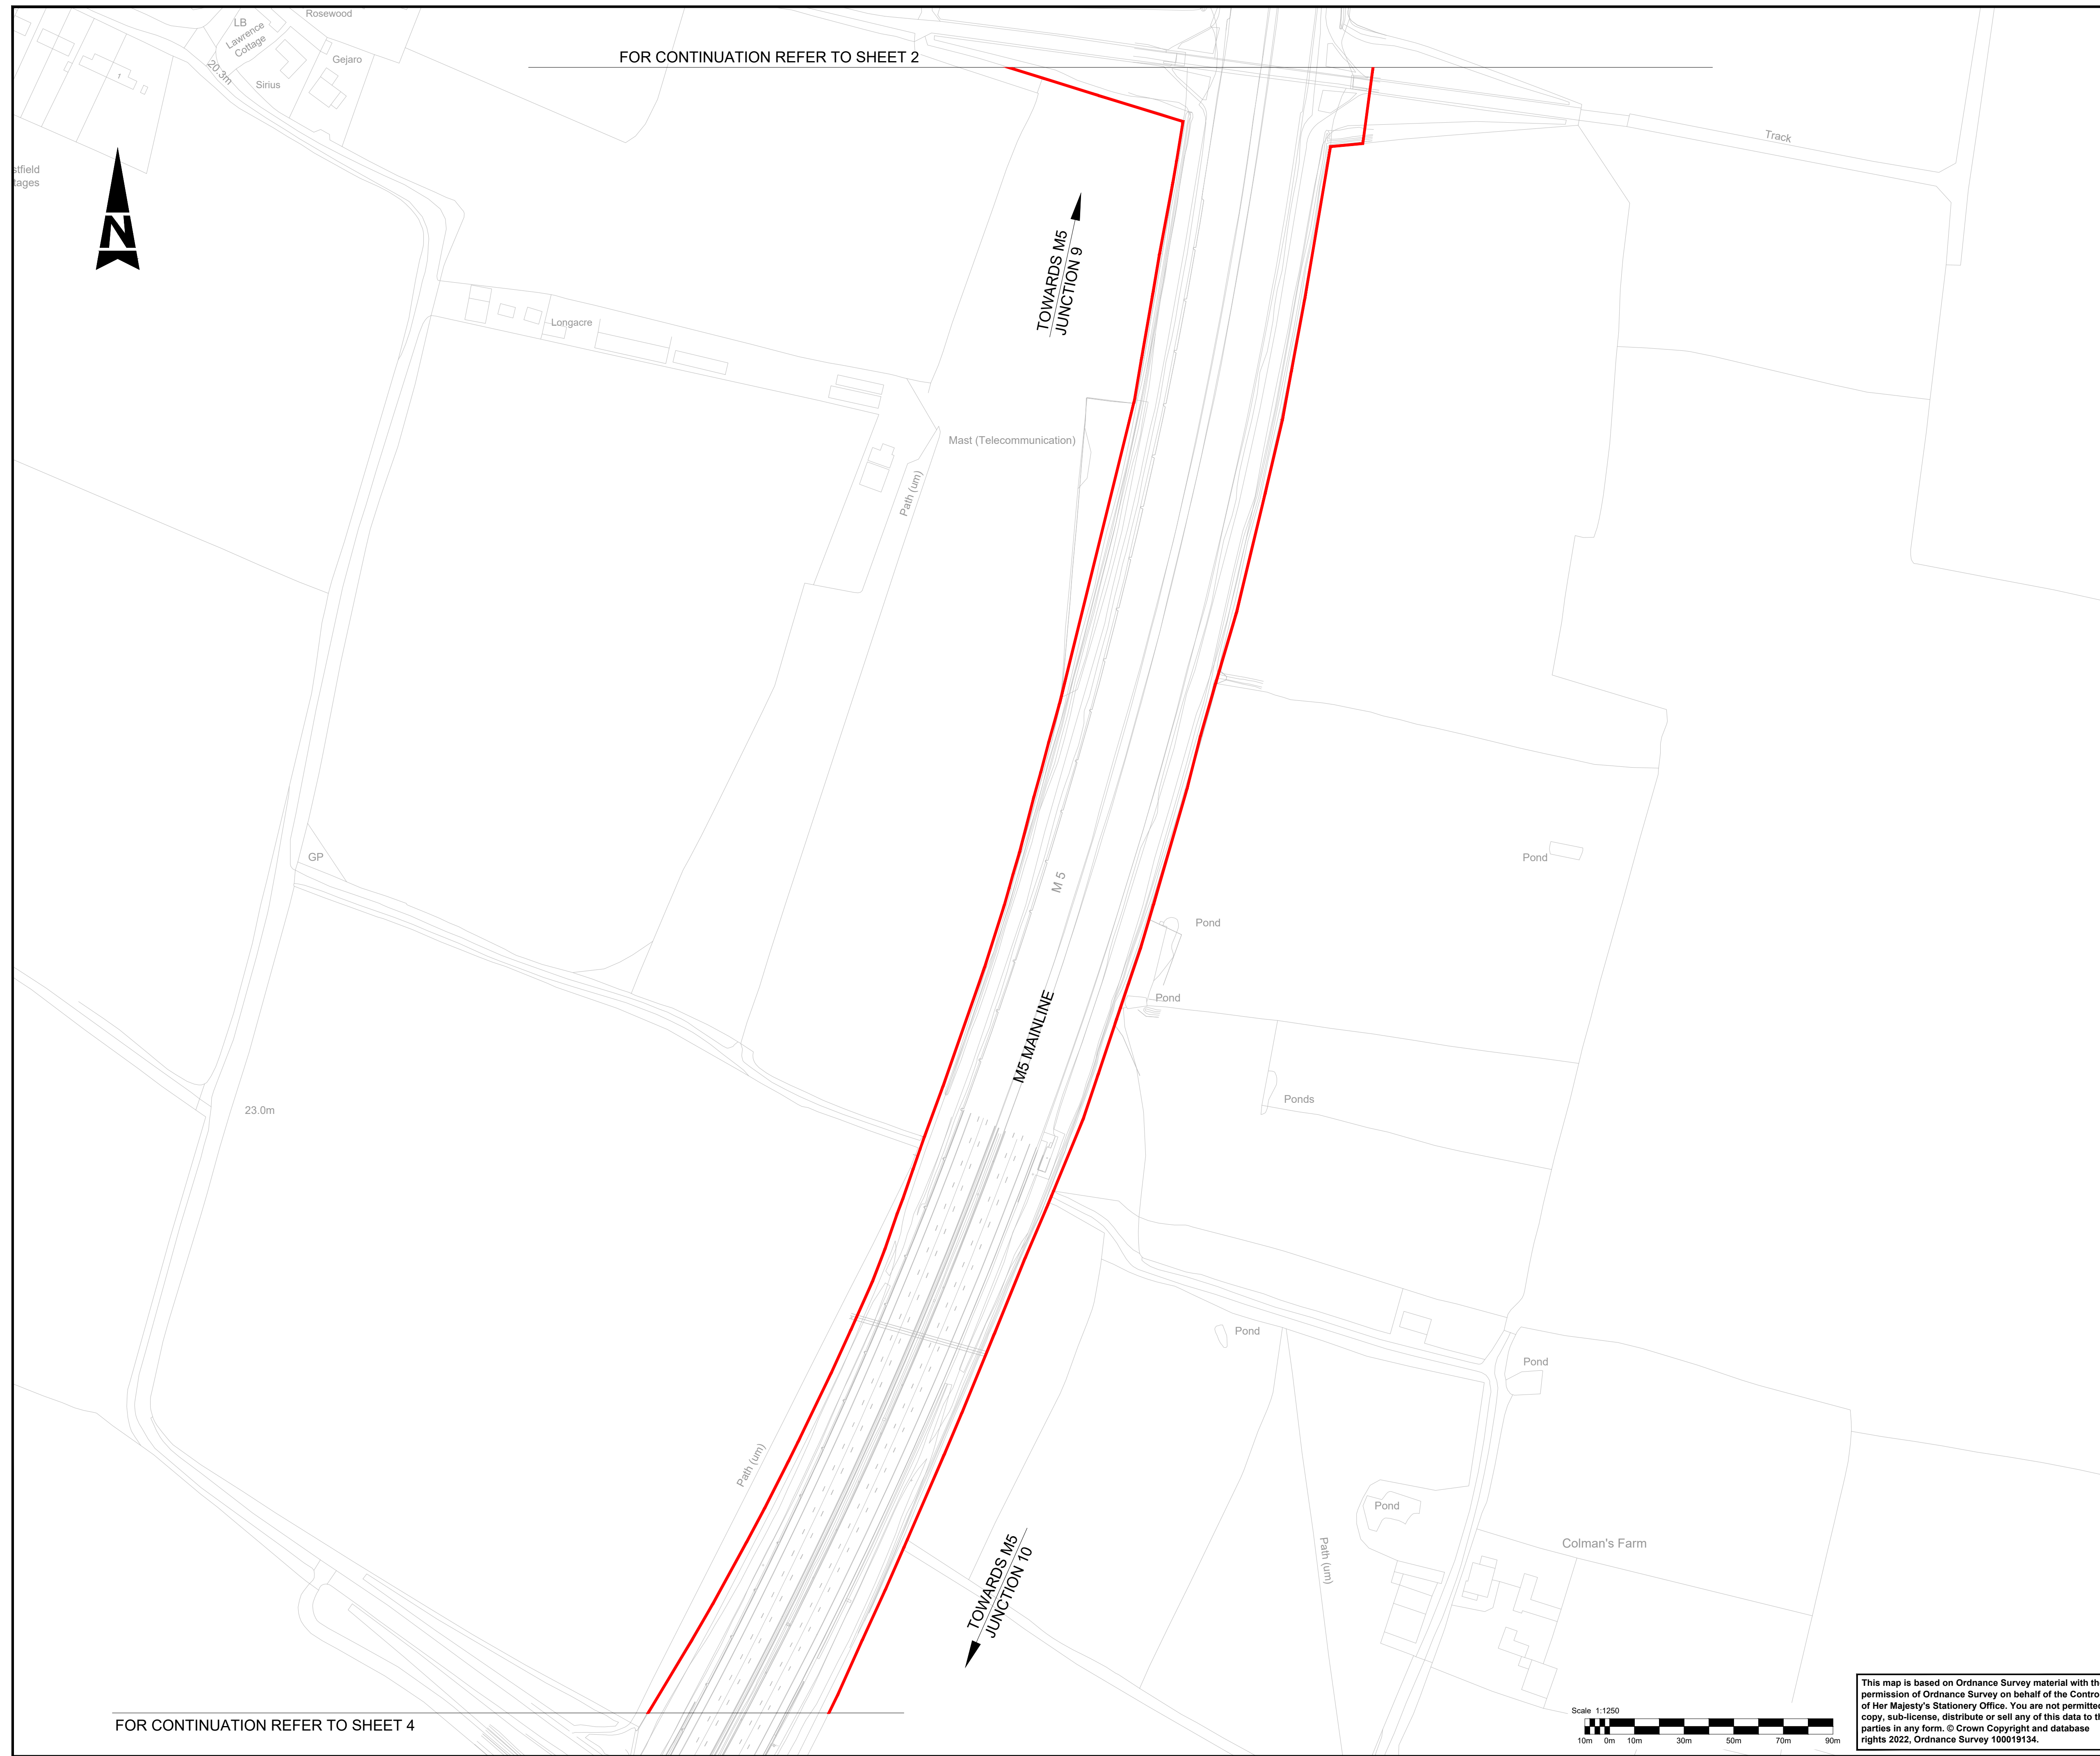 Rosewood
LB
Lawrence
Cottage
Gejaro
20.3m
Sirius
FOR CONTINUATION REFER TO SHEET 2
Track
stfield
tages
N
TOWARDS M5
JUNCTION 9
Longacre
Mast (Telecommunication)
Path (um)
GP
M 5
Pond
Pond
Pond
M5 MAINLINE
Ponds
23.0m
Pond
Pond
Path (um)
Pond
TOWARDS M5
JUNCTION 10
Path (um)
Colman's Farm
FOR CONTINUATION REFER TO SHEET 4
Scale 1:1250
10m 0m 10m 30m 50m 70m 90m
This map is based on Ordnance Survey material with th
permission of Ordnance Survey on behalf of the Contro
of Her Majesty's Stationery Office. You are not permitte
copy, sub-license, distribute or sell any of this data to t
parties in any form. © Crown Copyright and database
rights 2022, Ordnance Survey 100019134.